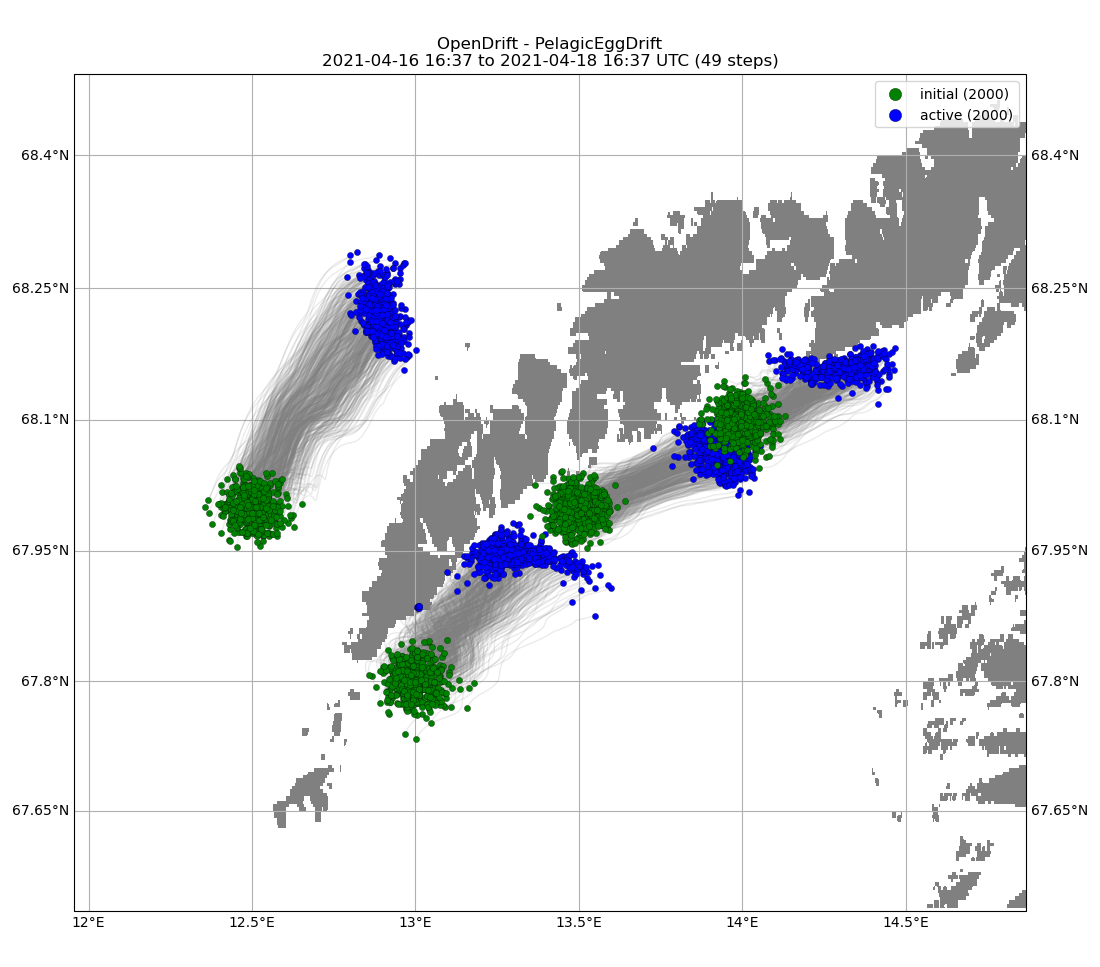 OpenDrift - PelagicEggDrift
2021-04-16 16:37 to 2021-04-18 16:37 UTC (49 steps)
initial (2000)
active (2000)
68.4°N 68.4°N
68.25°N 68.25°N
68.1°N 68.1°N
67.95°N 67.95°N
67.8°N 67.8°N
67.65°N 67.65°N
12°E 12.5°E 13°E 13.5°E 14°E 14.5°E